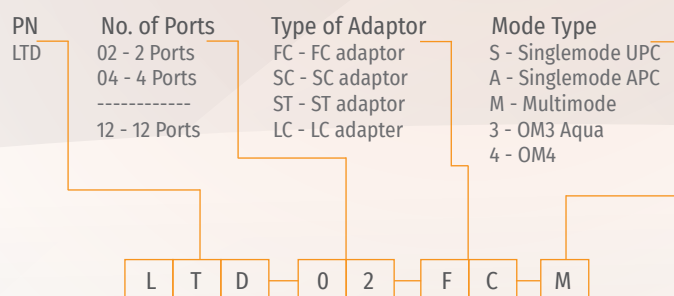 PN No. of Ports Type of Adaptor Mode Type
LTD 02 - 2 Ports FC - FC adaptor S - Singlemode UPC
04 - 4 Ports SC - SC adaptor A - Singlemode APC
------------ ST - ST adaptor M - Multimode
12 - 12 Ports LC - LC adapter 3 - OM3 Aqua
4 - OM4
L T D - 0 2 - F C - M